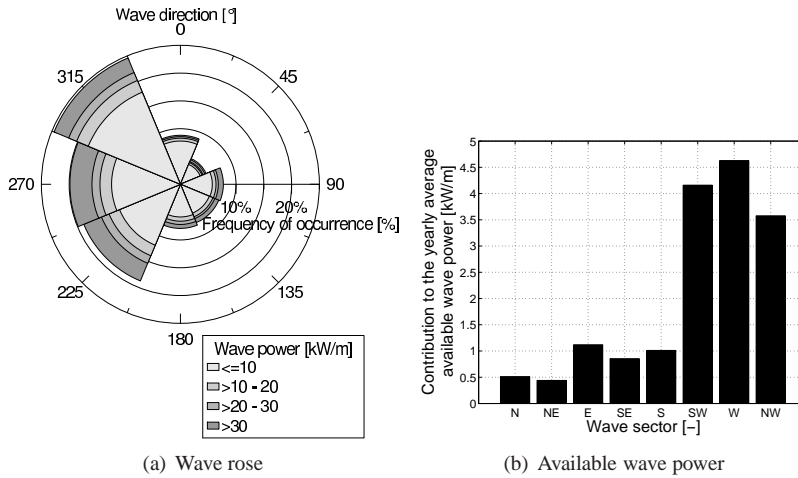 Wave direction [°]
0
315
45
270
90
10%
20%
Frequency of occurrence [%]
225
135
180
Wave power [kW/m]
<=10
>10 - 20
>20 - 30
>30
(a) Wave rose
Contribution to the yearly average
available wave power [kW/m]
5
4.5
4
3.5
3
2.5
2
1.5
1
0.5
0
N NE E SE S SW W NW
Wave sector [−]
(b) Available wave power